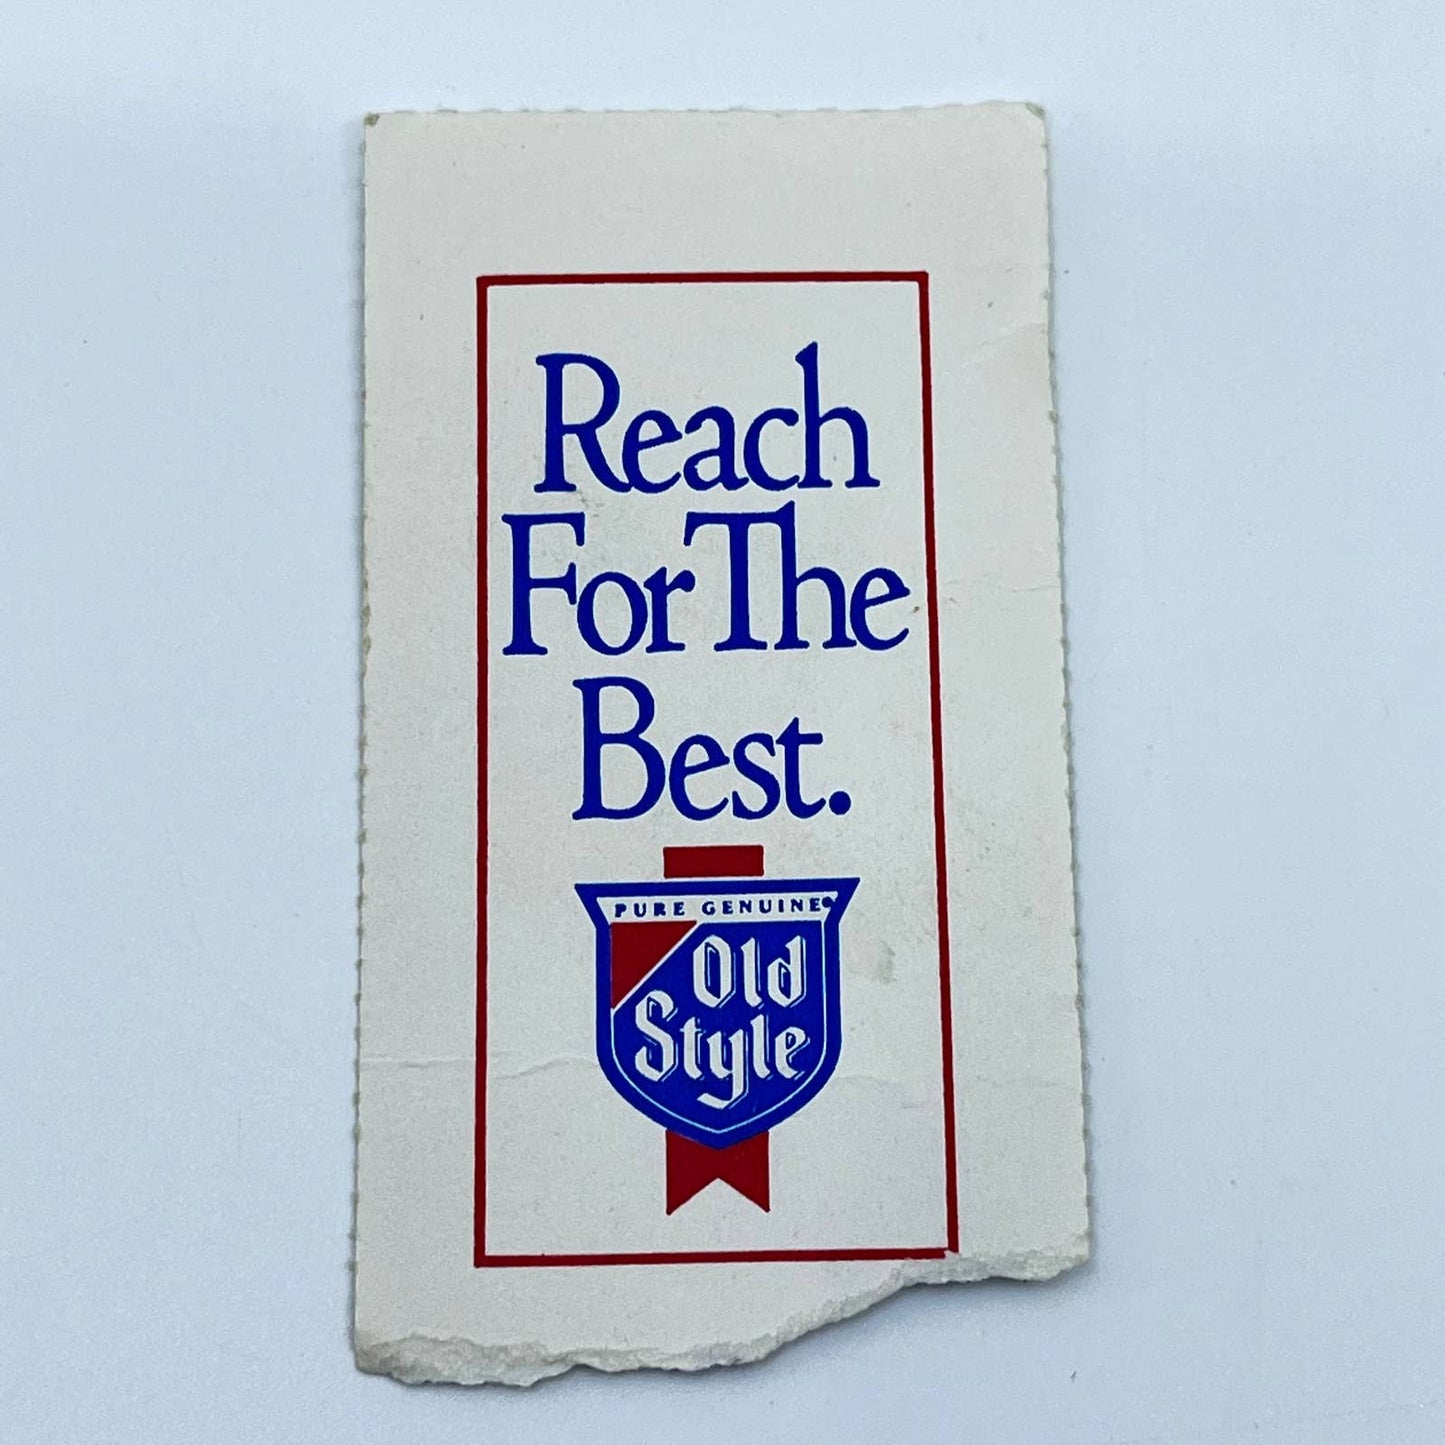 Reach
For The
Best.
PURE GENUINE®
Old
Style